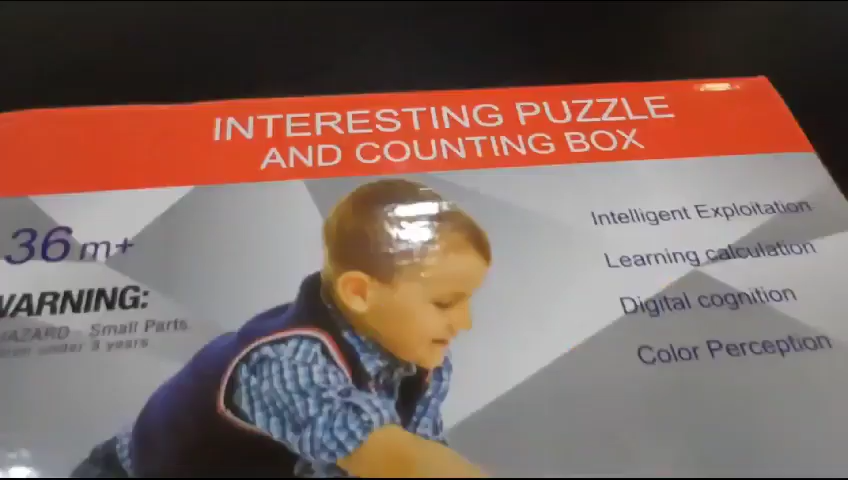 INTERESTING PUZZLE
AND COUNTING BOX
36 m+
WARNING:
HAZARD - Small Parts
under 3 years
Intelligent Exploitation
Learning calculation
Digital cognition
Color Perception